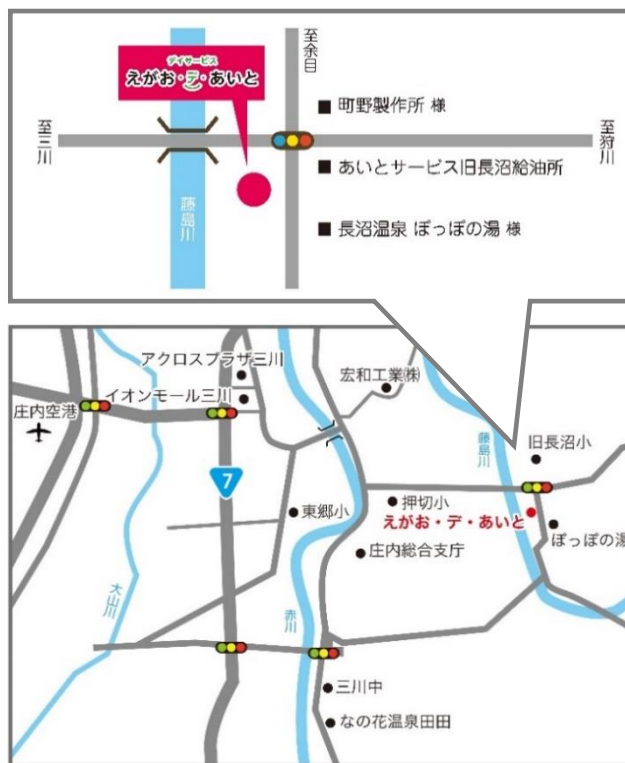 デイサービス
えがお・デ・あいと
至余目
町野製作所 様
至三川
至狩川
あいとサービス旧長沼給油所
藤島川
長沼温泉 ぽっぽの湯 様
アクロスプラザ三川
宏和工業㈱
イオンモール三川
庄内空港
藤島川
旧長沼小
7
東郷小
押切小
えがお・デ・あいと
ぽっぽの湯
庄内総合支庁
大山川
赤川
三川中
なの花温泉田田